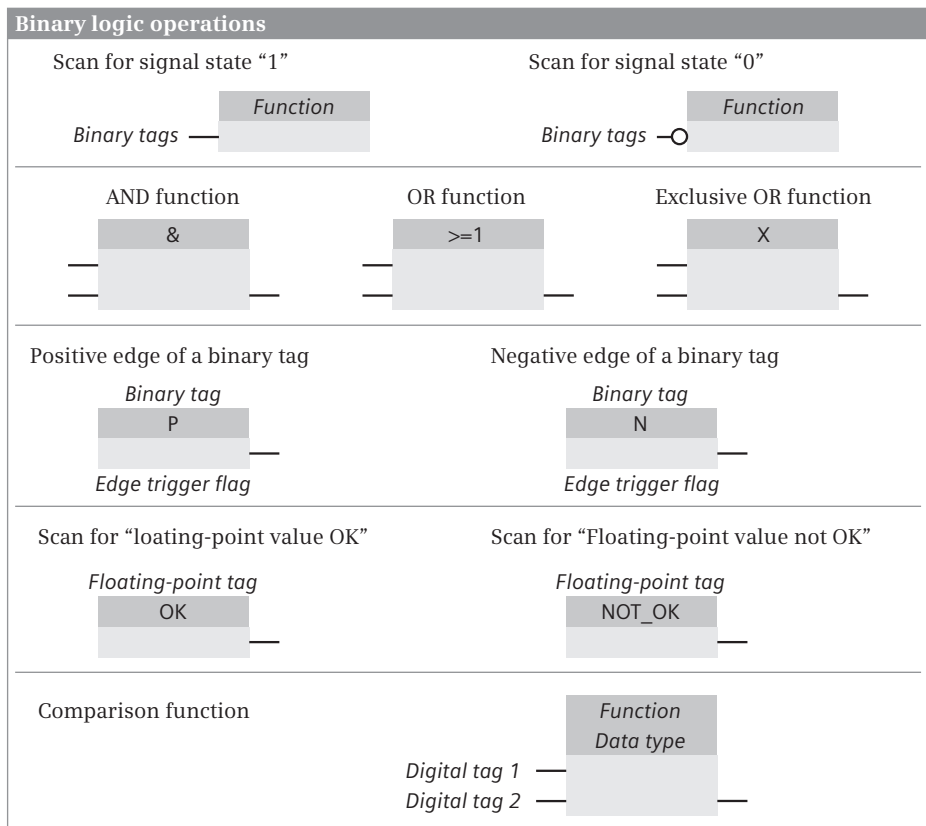 Binary logic operations
Scan for signal state “1”
Scan for signal state “0”
Function
Binary tags
Function
Binary tags
AND function
OR function
Exclusive OR function
&
>=1
X
Positive edge of a binary tag
Negative edge of a binary tag
Binary tag
P
Edge trigger flag
Binary tag
N
Edge trigger flag
Scan for “loating-point value OK”
Scan for “Floating-point value not OK”
Floating-point tag
OK
Floating-point tag
NOT_OK
Comparison function
Function
Data type
Digital tag 1
Digital tag 2